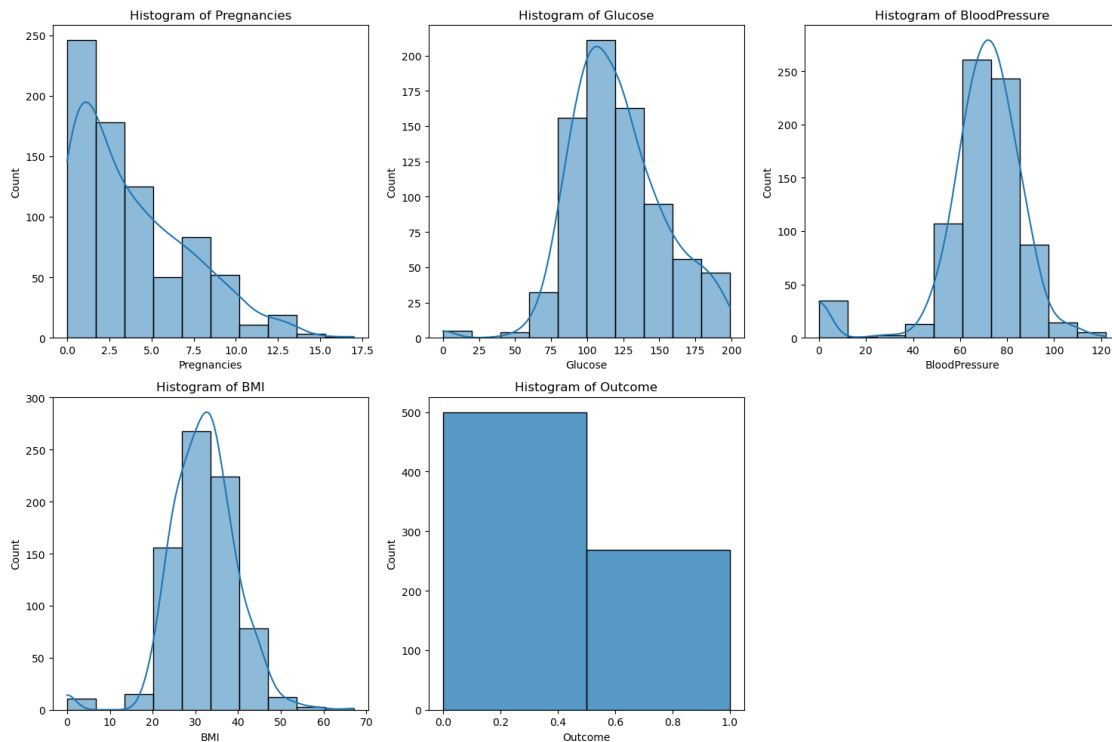 Histogram of Pregnancies
250
200
150
100
50
0
Count
0.0 2.5 5.0 7.5 10.0 12.5 15.0 17.5
Pregnancies
Histogram of Glucose
200
175
150
125
100
75
50
25
0
Count
0 25 50 75 100 125 150 175 200
Glucose
Histogram of BloodPressure
250
200
150
100
50
0
Count
0 20 40 60 80 100 120
BloodPressure
Histogram of BMI
300
250
200
150
100
50
0
Count
0 10 20 30 40 50 60 70
BMI
Histogram of Outcome
500
400
300
200
100
0
Count
0.0 0.2 0.4 0.6 0.8 1.0
Outcome